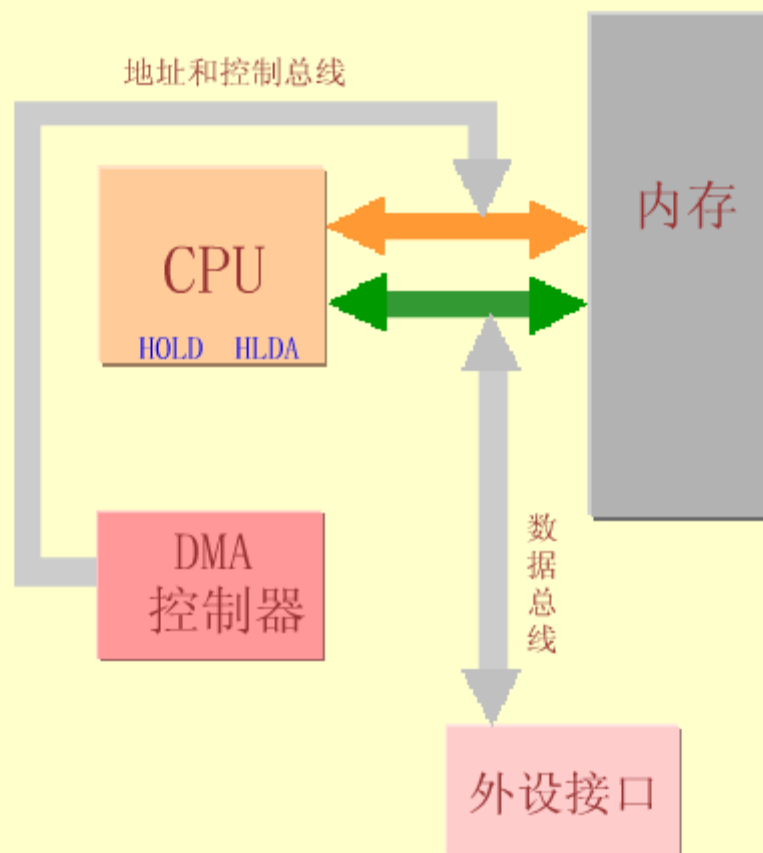 地址和控制总线
内存
CPU
HOLD HLDA
DMA
控制器
数据总线
外设接口